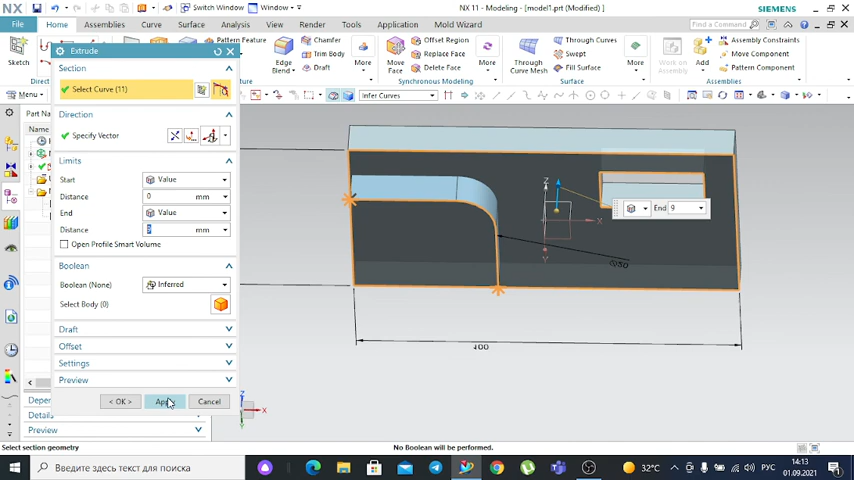 Switch Window
Window
NX 11 - Modeling - [model1.prt (Modified) ]
SIEMENS
File
Home
Assemblies
Curve
Surface
Analysis
View
Render
Tools
Application
Mold Wizard
Find a Command
Sketch
Pattern Feature
Edge
Blend
Chamfer
Trim Body
Draft
More
Move
Face
Offset Region
Replace Face
Delete Face
More
Synchronous Modeling
Through
Curve Mesh
Through Curves
Swept
Fill Surface
More
Surface
Work on
Assembly
Add
Assembly Constraints
Move Component
Pattern Component
Assemblies
Menu
Infer Curves
Part Na
Name
Extrude
Section
Select Curve (11)
Direction
Specify Vector
Limits
Start
Value
Distance
0
mm
End
Value
Distance
mm
Open Profile Smart Volume
Boolean
Boolean (None)
Inferred
Select Body (0)
Draft
Offset
Settings
Preview
< OK >
Apply
Cancel
Depen
Details
Preview
Z
X
Y
End
9
100
X
Select section geometry
No Boolean will be performed.
Введите здесь текст для поиска
32°C
РУС
14:13
01.09.2021